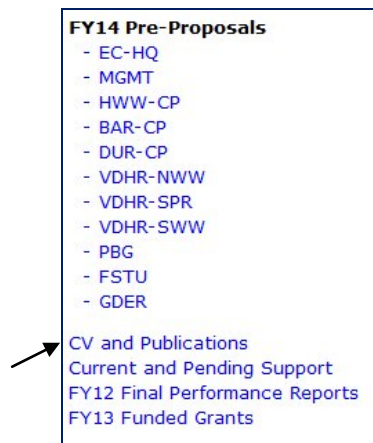 FY14 Pre-Proposals
- EC-HQ
- MGMT
- HWW-CP
- BAR-CP
- DUR-CP
- VDHR-NWW
- VDHR-SPR
- VDHR-SWW
- PBG
- FSTU
- GDER
CV and Publications
Current and Pending Support
FY12 Final Performance Reports
FY13 Funded Grants